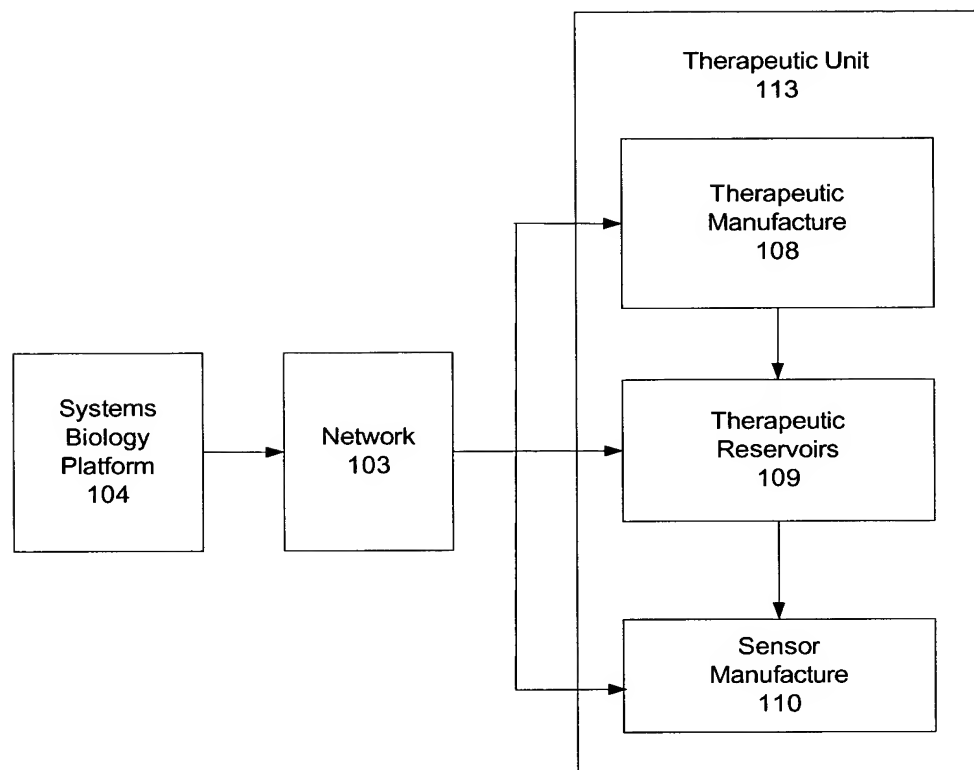 Therapeutic Unit
113
Therapeutic
Manufacture
108
Systems
Biology
Platform
104
Network
103
Therapeutic
Reservoirs
109
Sensor
Manufacture
110